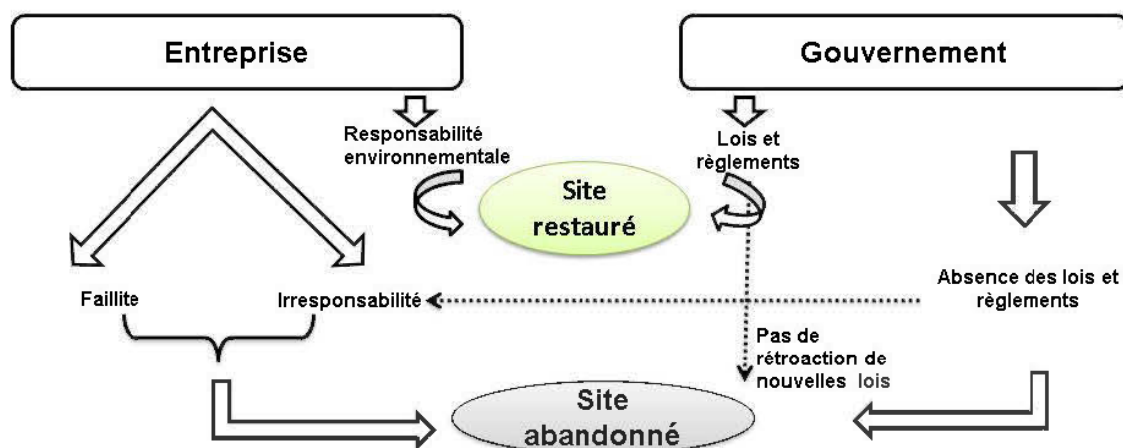 Entreprise
Gouvernement
Responsabilité
environnementale
Lois et
règlements
Site
restauré
Faillite
Irresponsabilité
Absence des lois et
règlements
Pas de
rétroaction de
nouvelles lois
Site
abandonné